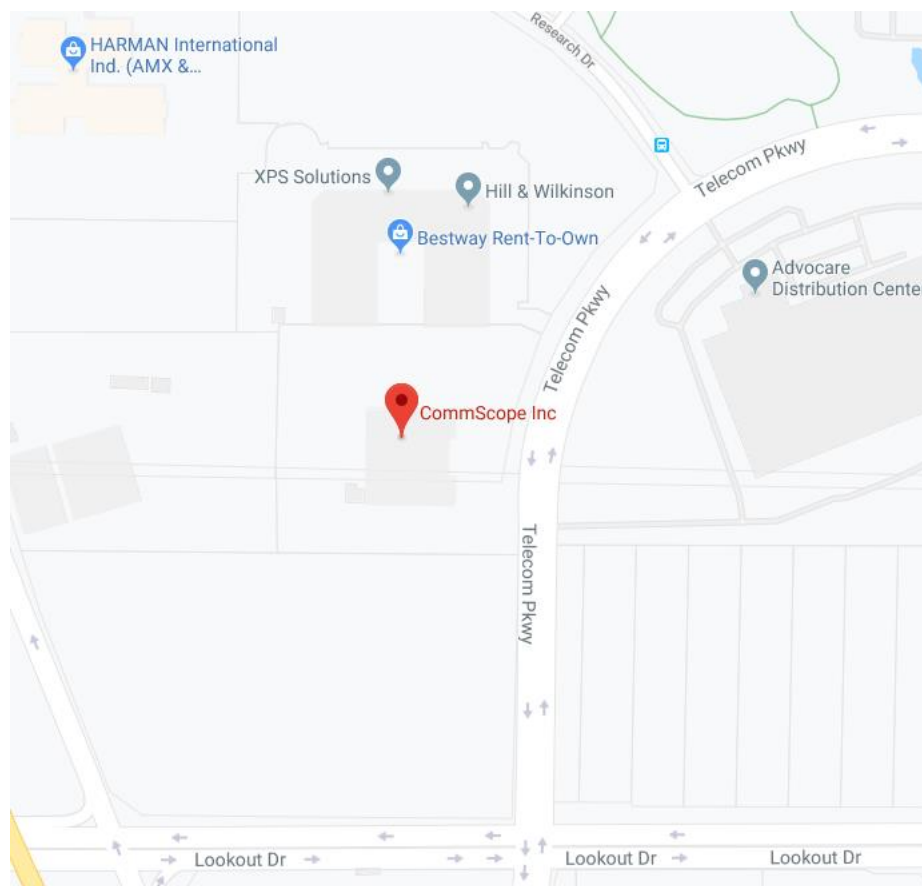 Research Dr
HARMAN International
Ind. (AMX &...
Telecom Pkwy
XPS Solutions
Hill & Wilkinson
Bestway Rent-To-Own
Advocare
Distribution Cente
Telecom Pkwy
CommScope Inc
Telecom Pkwy
Lookout Dr
Lookout Dr
Lookout Dr